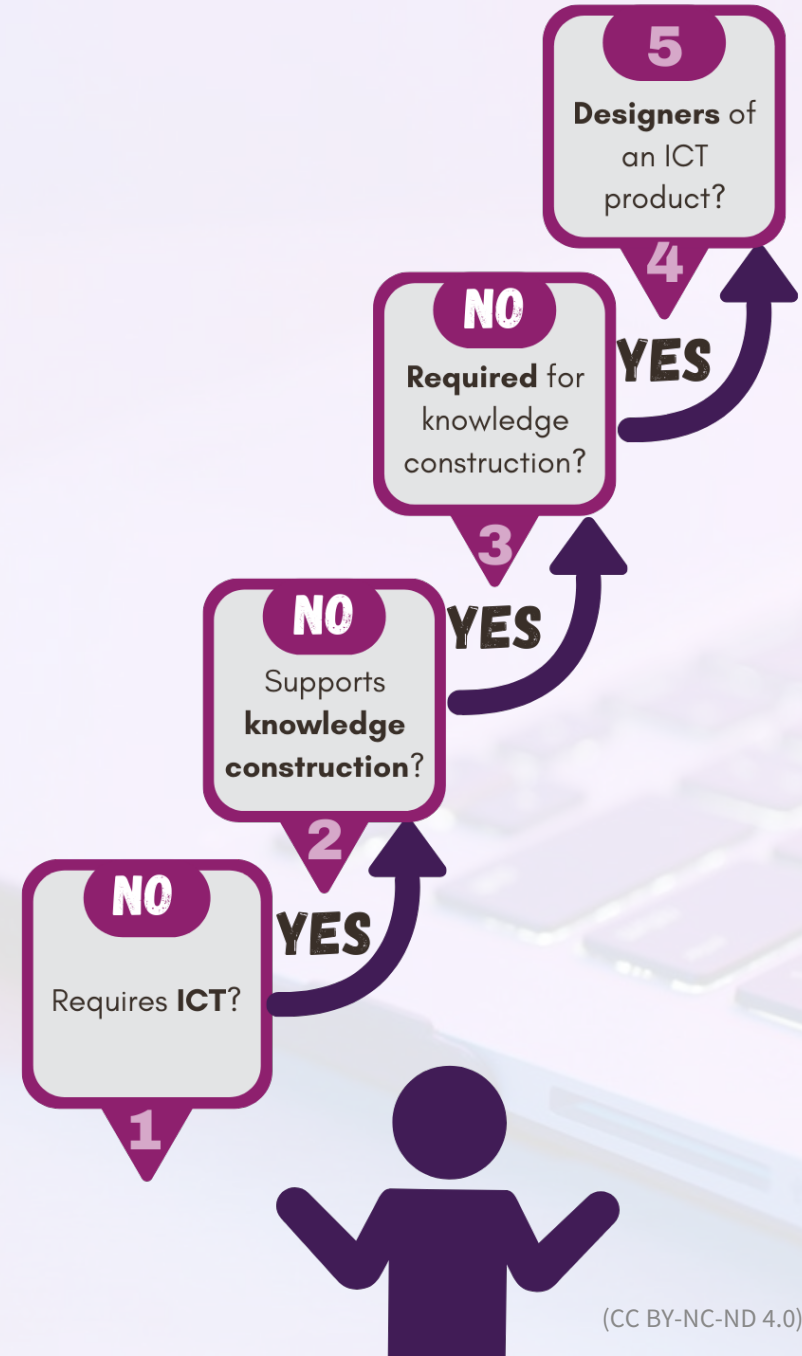 5
Designers of
an ICT
product?
4
NO
YES
Required for
knowledge
construction?
3
NO
YES
Supports
knowledge
construction?
2
NO
YES
Requires ICT?
1
(CC BY-NC-ND 4.0)